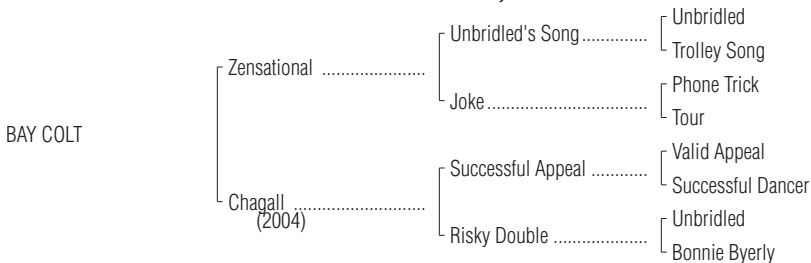 Unbridled
Unbridled's Song ..............
Trolley Song
Zensational ......................
Phone Trick
Joke ..................................
Tour
BAY COLT
Valid Appeal
Successful Appeal ............
Successful Dancer
Chagall ............................
(2004)
Unbridled
Risky Double ....................
Bonnie Byerly